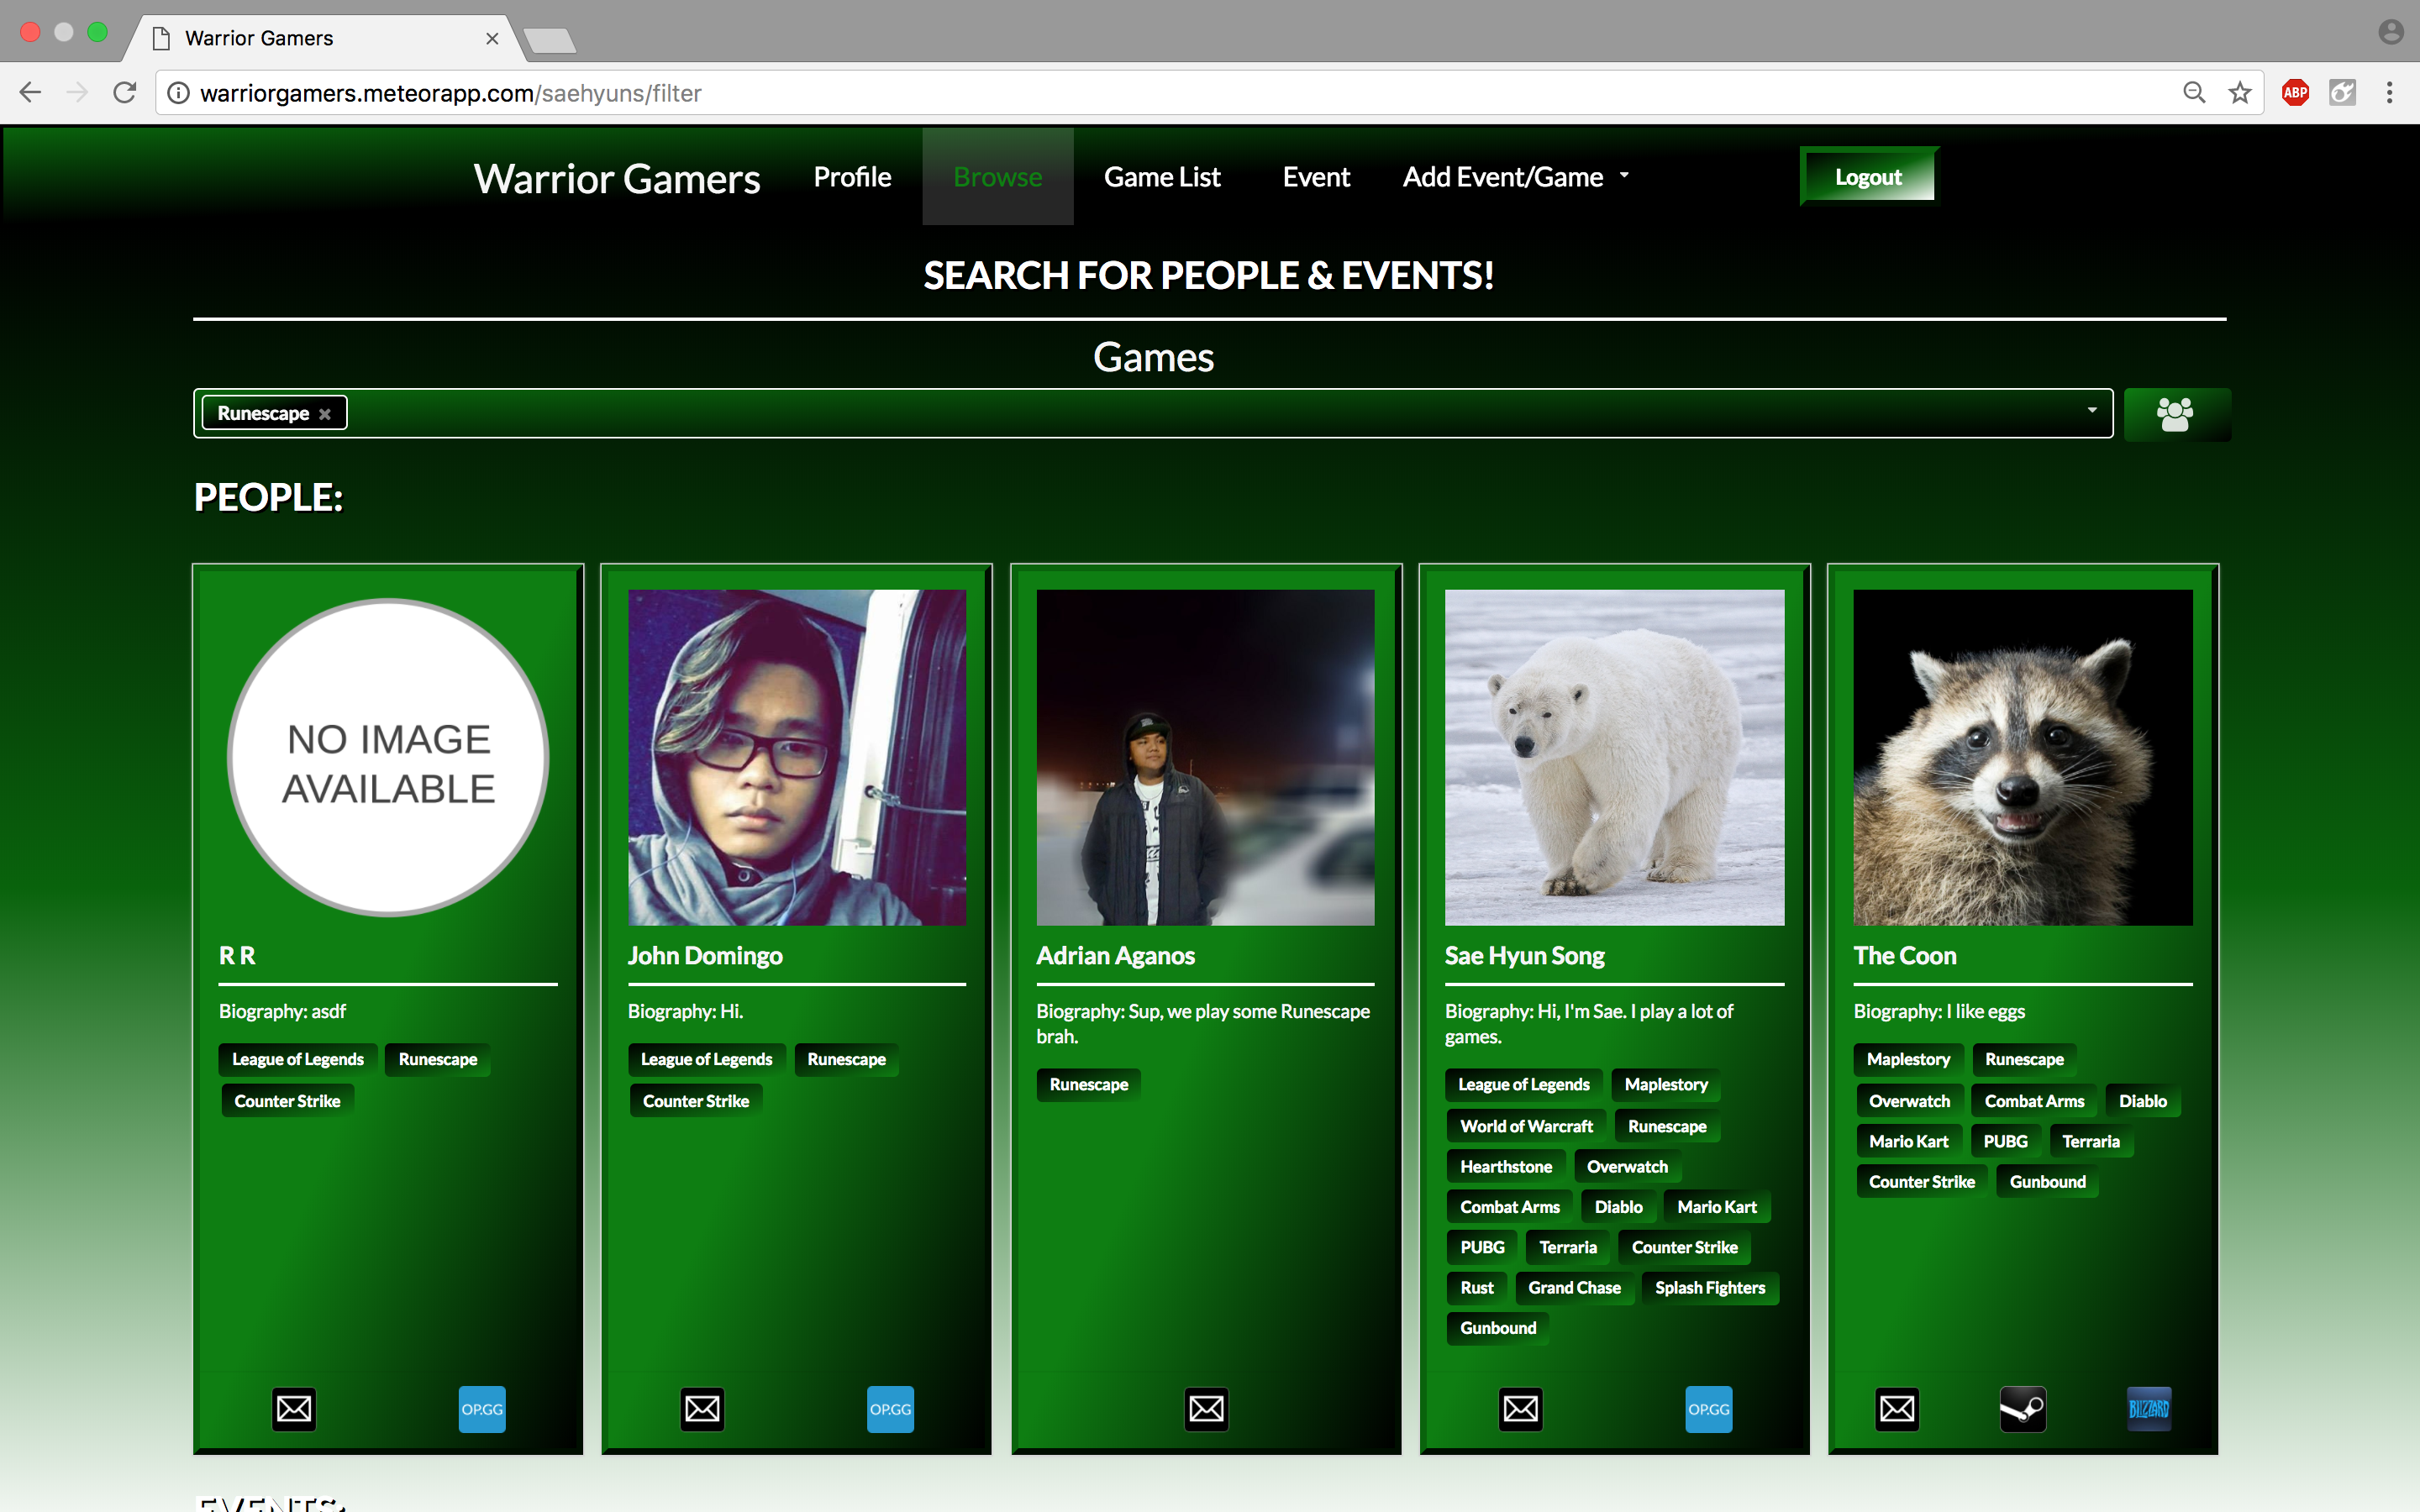 Warrior Gamers
warriorgamers.meteorapp.com/saehyuns/filter
ABP
Warrior Gamers Profile Browse Game List Event Add Event/Game Logout
SEARCH FOR PEOPLE & EVENTS!
Games
Runescape
PEOPLE:
NO IMAGE
AVAILABLE
R R
Biography: asdf
League of Legends Runescape
Counter Strike
OP.GG
John Domingo
Biography: Hi.
League of Legends Runescape
Counter Strike
OP.GG
Adrian Aganos
Biography: Sup, we play some Runescape
brah.
Runescape
Sae Hyun Song
Biography: Hi, I'm Sae. I play a lot of
games.
League of Legends Maplestory
World of Warcraft Runescape
Hearthstone Overwatch
Combat Arms Diablo Mario Kart
PUBG Terraria Counter Strike
Rust Grand Chase Splash Fighters
Gunbound
OP.GG
The Coon
Biography: I like eggs
Maplestory Runescape
Overwatch Combat Arms Diablo
Mario Kart PUBG Terraria
Counter Strike Gunbound
BLIZZARD
EVENTS: